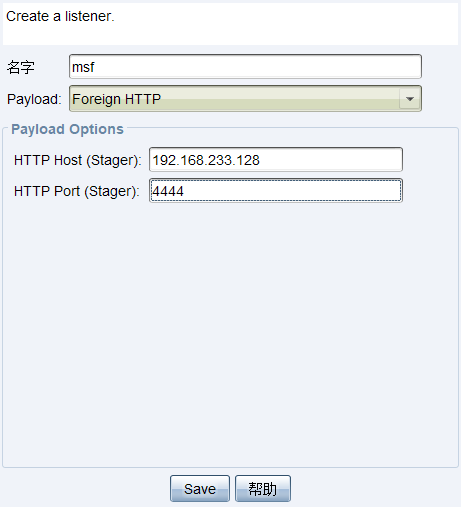 Create a listener.
名字 msf
Payload: Foreign HTTP
Payload Options
HTTP Host (Stager): 192.168.233.128
HTTP Port (Stager): 4444
Save 帮助